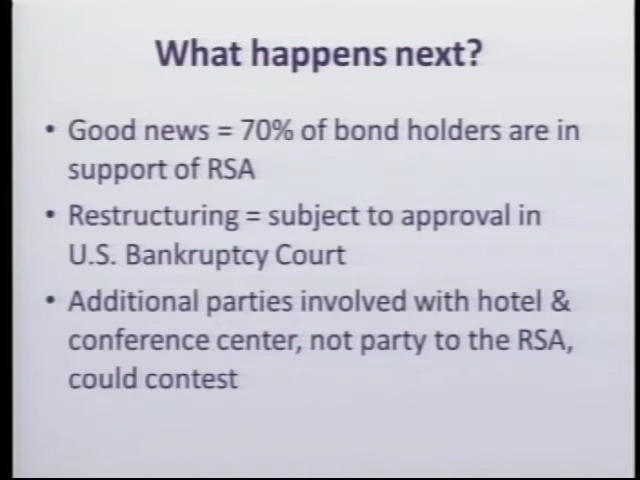 What happens next?
• Good news = 70% of bond holders are in
support of RSA
• Restructuring = subject to approval in
U.S. Bankruptcy Court
• Additional parties involved with hotel &
conference center, not party to the RSA,
could contest